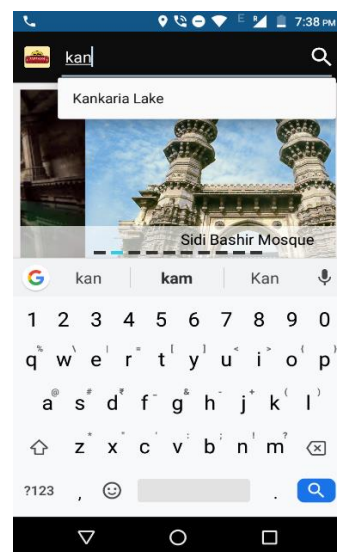 E 7:38 PM
kan
Kankaria Lake
Sidi Bashir Mosque
G kan kam Kan
1 2 3 4 5 6 7 8 9 0
q w e r t y u i o p
a s d f g h j k l
z x c v b n m
?123 , .